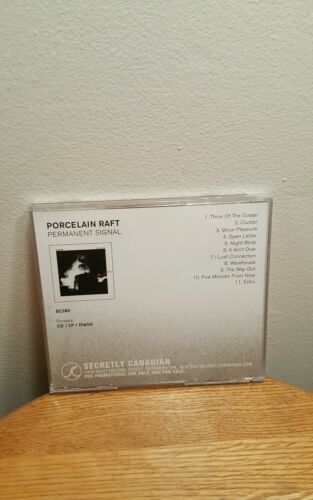 PORCELAIN RAFT
PERMANENT SIGNAL
SC280
Formats:
CD / LP / Digital
1. Think Of The Ocean
2. Cluster
3. Minor Pleasure
4. Open Letter
5. Night Birds
6. It Ain't Over
7. I Lost Connection
8. Warehouse
9. The Way Out
10. Five Minutes From Now
11. Echo
SECRETLY CANADIAN
FOR PROMOTIONAL USE ONLY, NOT FOR SALE.